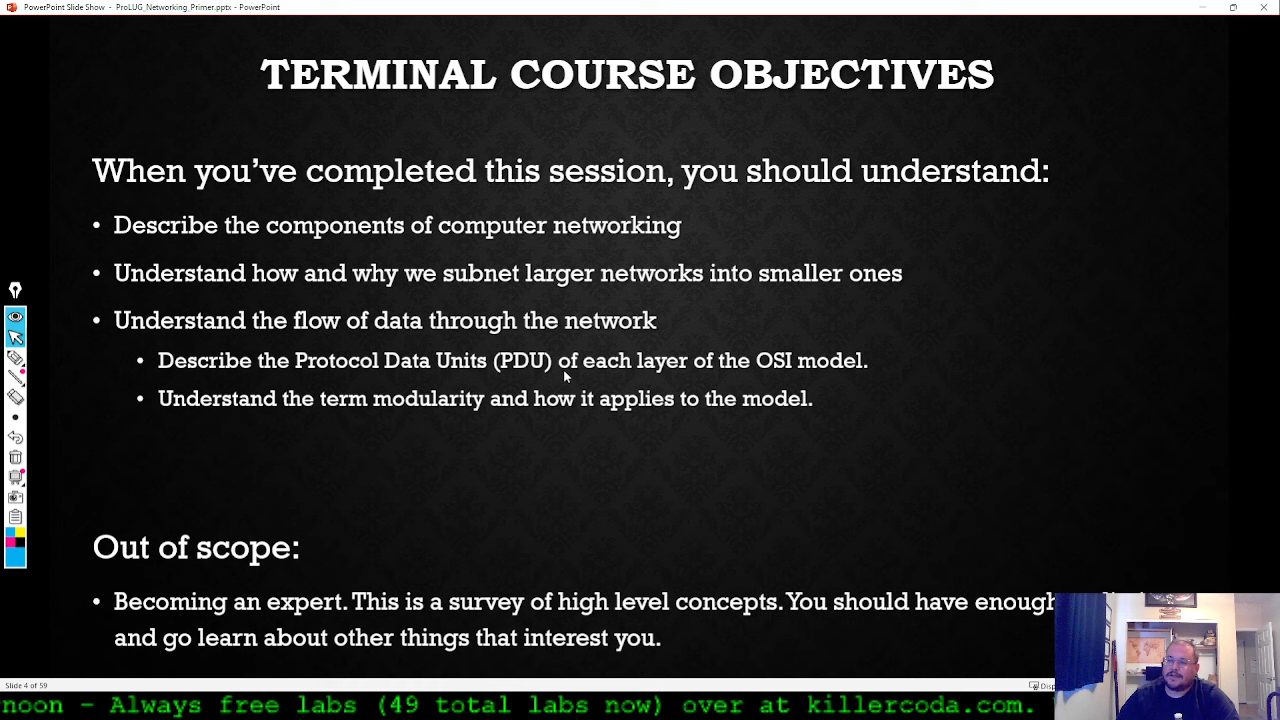 PowerPoint Slide Show - ProLUG_Networking_Primer.pptx - PowerPoint
TERMINAL COURSE OBJECTIVES
When you've completed this session, you should understand:
• Describe the components of computer networking
• Understand how and why we subnet larger networks into smaller ones
• Understand the flow of data through the network
• Describe the Protocol Data Units (PDU) of each layer of the OSI model.
• Understand the term modularity and how it applies to the model.
Out of scope:
• Becoming an expert. This is a survey of high level concepts. You should have enough
and go learn about other things that interest you.
Slide 4 of 59
noon - Always free labs (49 total labs now) over at killercoda.com.